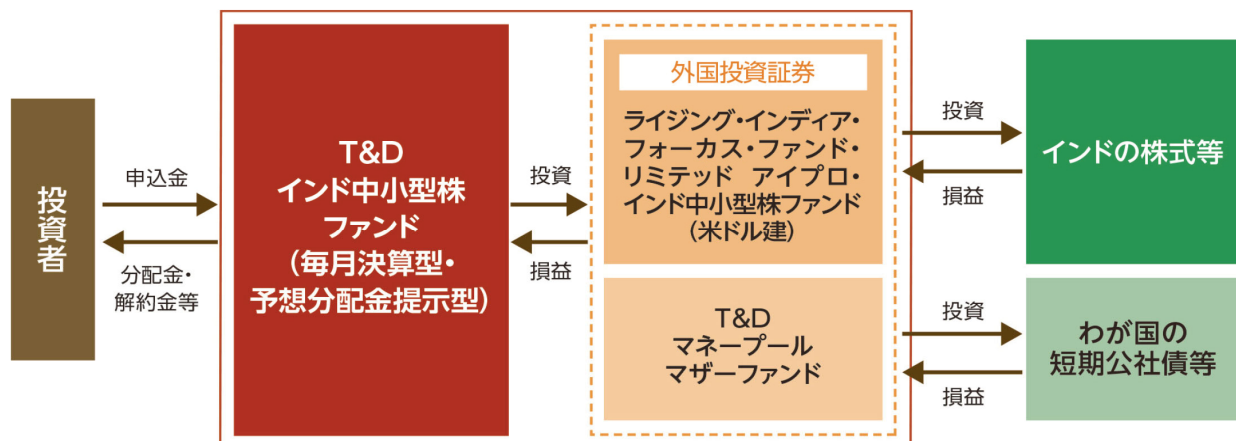 投資者
申込金
分配金・
解約金等
T&D
インド中小型株
ファンド
(毎月決算型・
予想分配金提示型)
投資
損益
外国投資証券
ライジング・インディア・
フォーカス・ファンド・
リミテッド アイプロ・
インド中小型株ファンド
(米ドル建)
T&D
マネープール
マザーファンド
投資
損益
インドの株式等
投資
損益
わが国の
短期公社債等